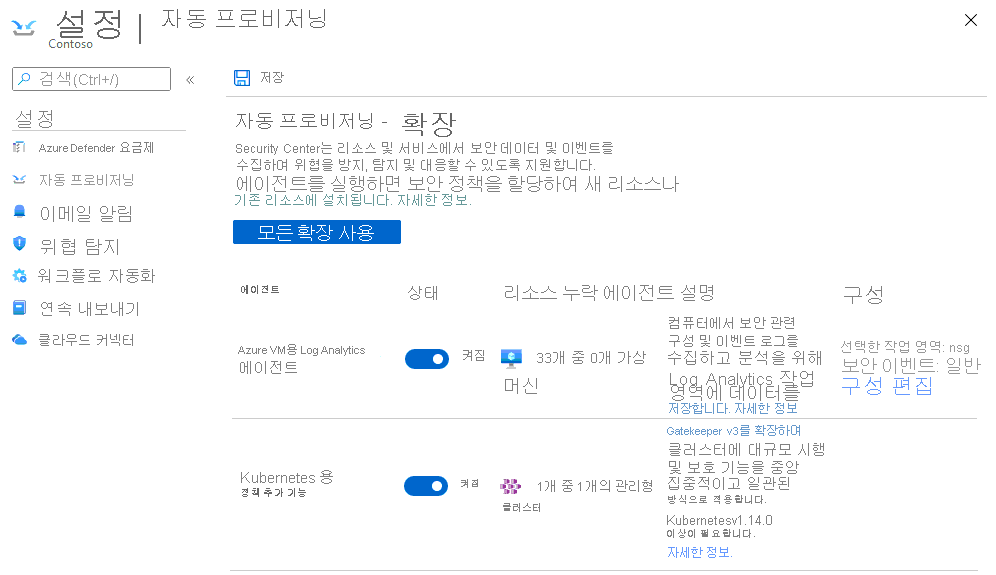 설정 | 자동 프로비저닝
Contoso
검색(Ctrl+/)
«
저장
설정
Azure Defender 요금제
자동 프로비저닝
이메일 알림
위협 탐지
워크플로 자동화
연속 내보내기
클라우드 커넥터
자동 프로비저닝 - 확장
Security Center는 리소스 및 서비스에서 보안 데이터 및 이벤트를
수집하여 위협을 방지, 탐지 및 대응할 수 있도록 지원합니다.
에이전트를 실행하면 보안 정책을 할당하여 새 리소스나
기존 리소스에 설치됩니다. 자세한 정보.
모든 확장 사용
에이전트
상태
리소스 누락 에이전트 설명
구성
Azure VM용 Log Analytics
에이전트
켜짐
33개 중 0개 가상
머신
컴퓨터에서 보안 관련
구성 및 이벤트 로그를
수집하고 분석을 위해
Log Analytics 작업
영역에 데이터를
저장합니다. 자세한 정보
선택한 작업 영역: nsg
보안 이벤트: 일반
구성 편집
Kubernetes 용
정책 추가 기능
켜짐
1개 중 1개의 관리형
클러스터
Gatekeeper v3를 확장하여
클러스터에 대규모 시행
및 보호 기능을 중앙
집중적이고 일관된
방식으로 적용합니다.
Kubernetesv1.14.0
이상이 필요합니다.
자세한 정보.